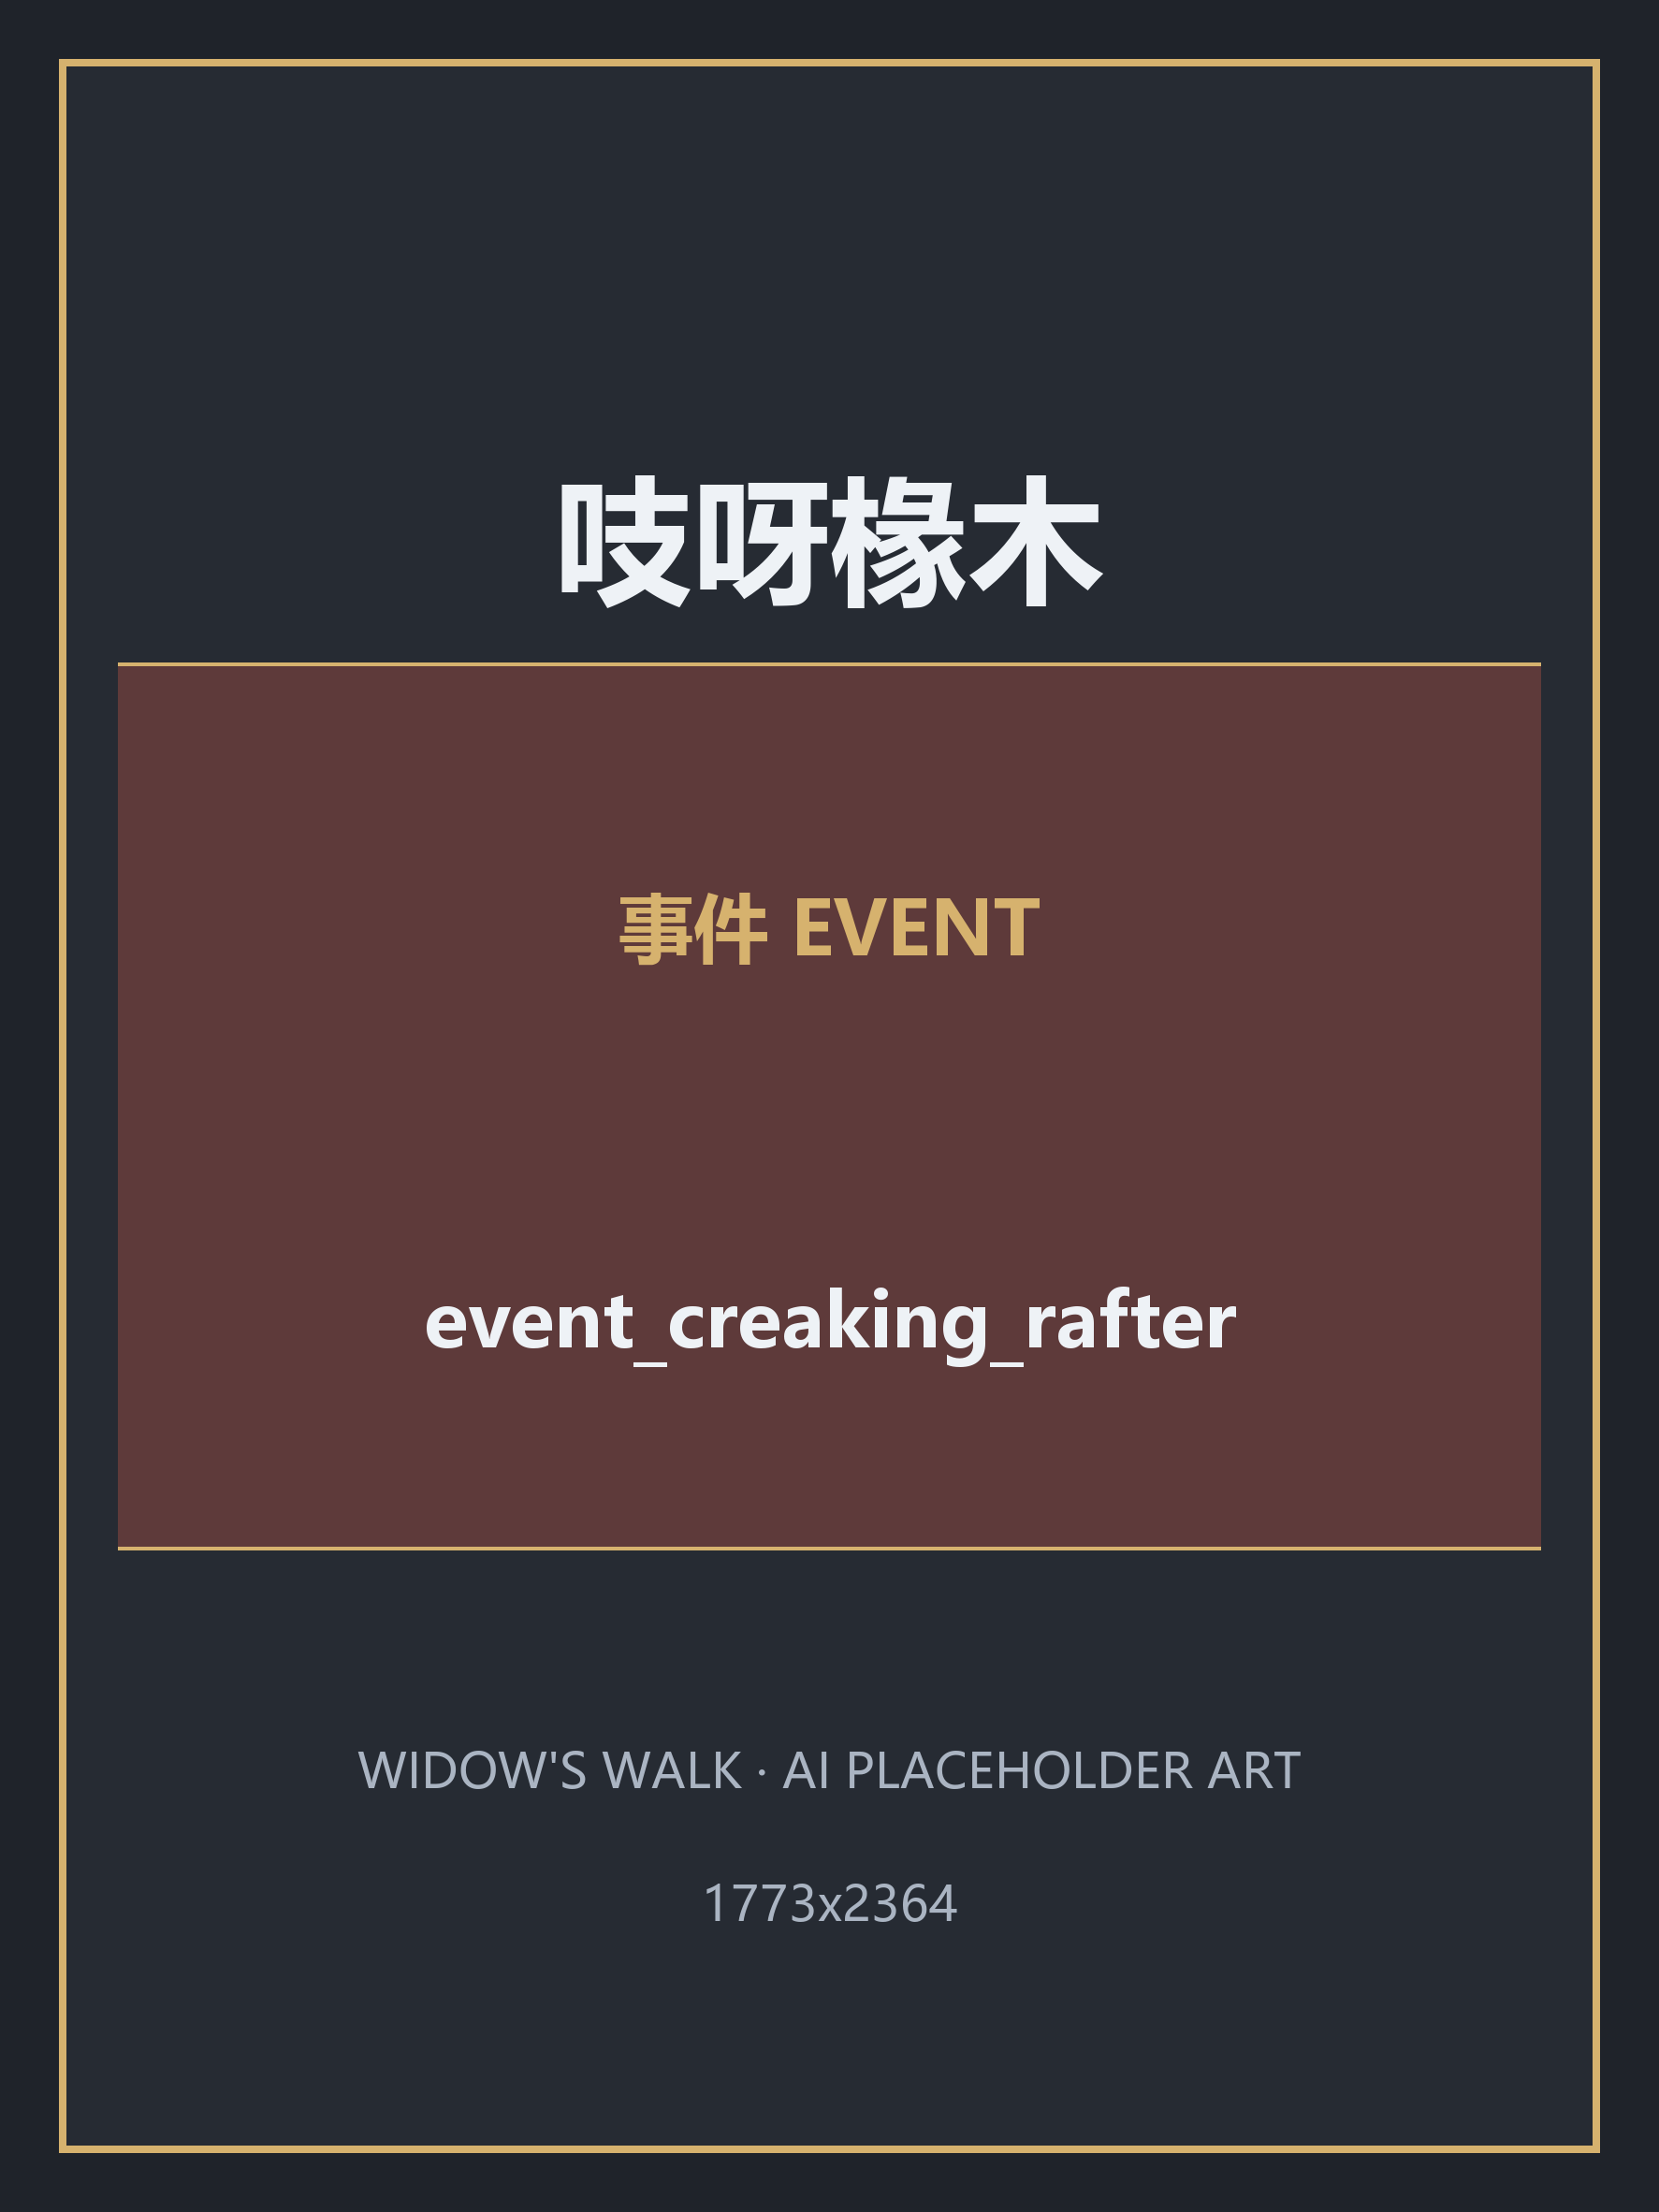 吱呀椽木
事件 EVENT
event_creaking_rafter
WIDOW'S WALK · AI PLACEHOLDER ART
1773x2364